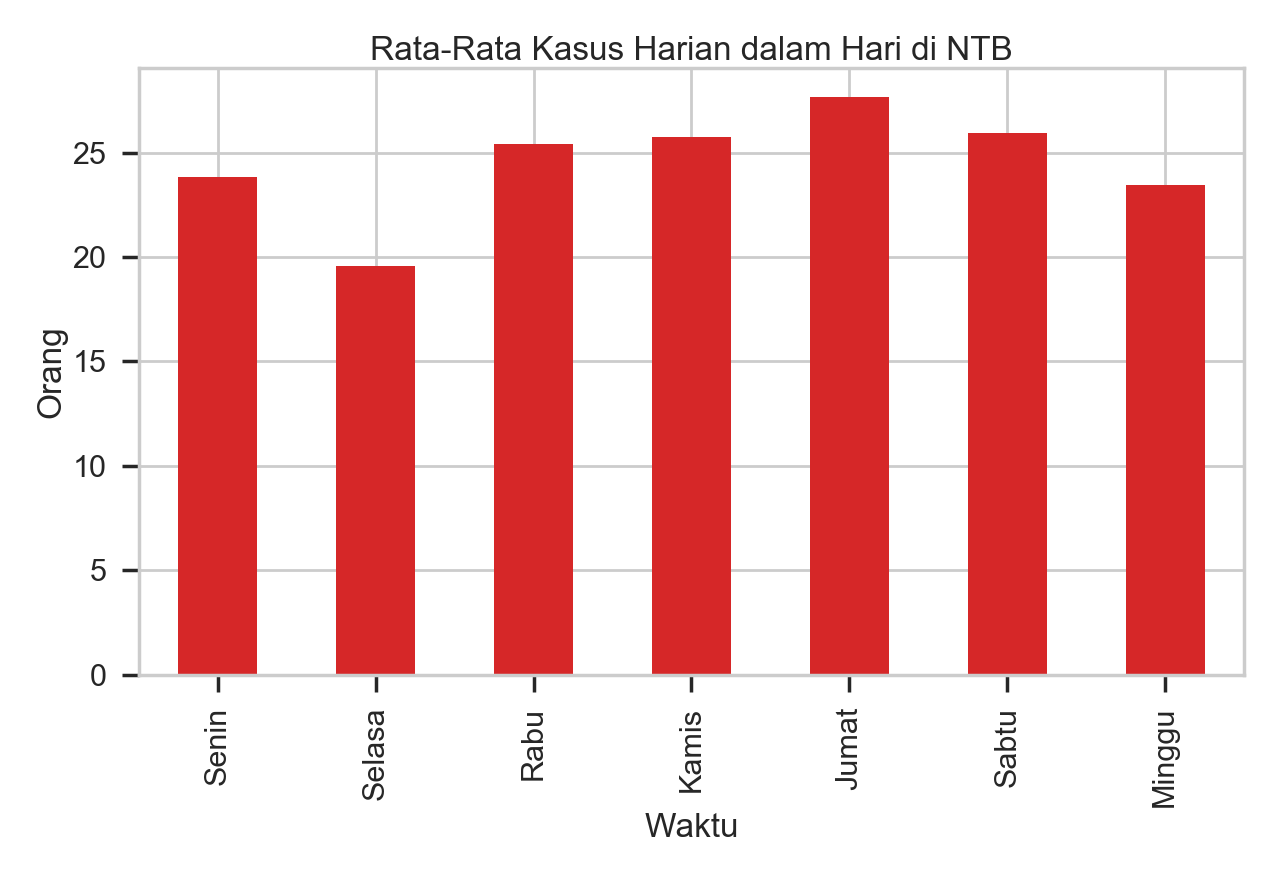 Rata-Rata Kasus Harian dalam Hari di NTB
Orang
25
20
15
10
5
0
Senin
Selasa
Rabu
Kamis
Jumat
Sabtu
Minggu
Waktu